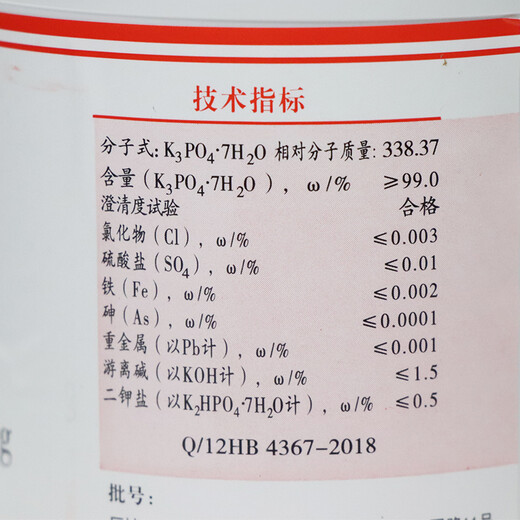 技术指标
分子式: K₃PO₄·7H₂O 相对分子质量: 338.37
含量(K₃PO₄·7H₂O), ω/% ≥99.0
澄清度试验 合格
氯化物(Cl), ω/% ≤0.003
硫酸盐(SO₄), ω/% ≤0.01
铁(Fe), ω/% ≤0.002
砷(As), ω/% ≤0.0001
重金属(以Pb计), ω/% ≤0.001
游离碱(以KOH计), ω/% ≤1.5
二钾盐(以K₂HPO₄·7H₂O计), ω/% ≤0.5
Q/12HB 4367-2018
g
批号: